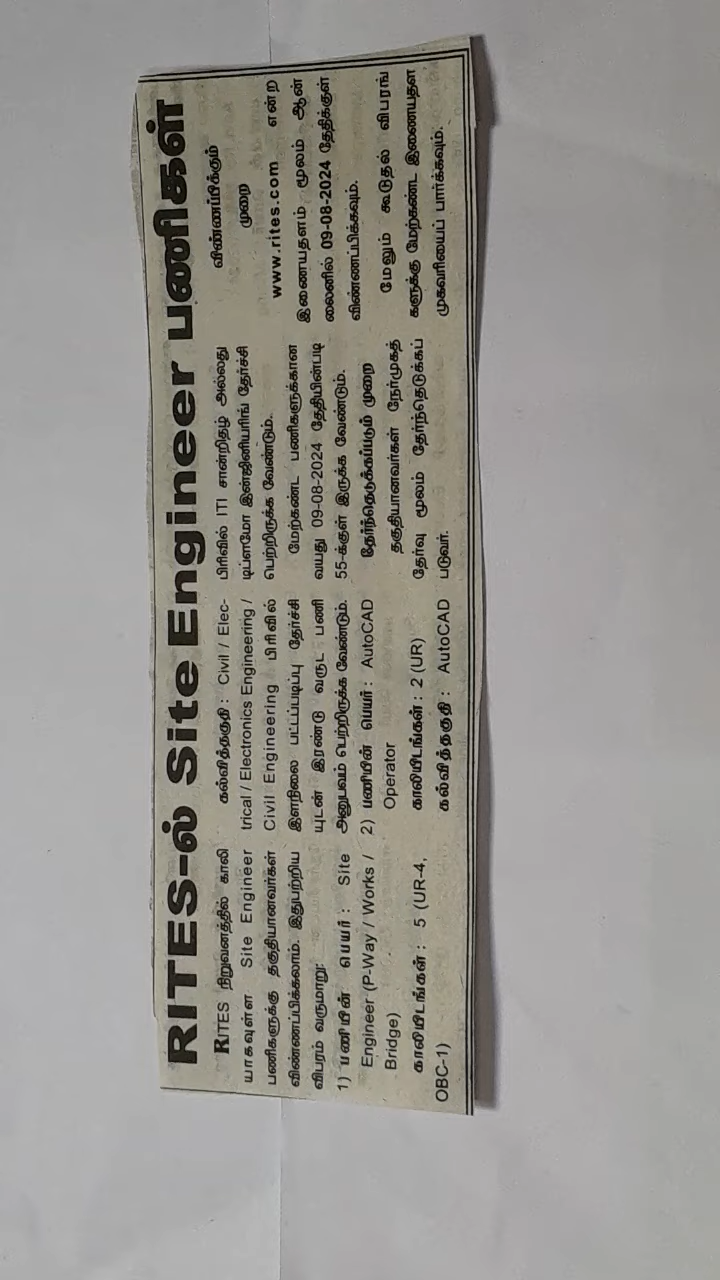 RITES-ல் Site Engineer பணிகள்
RITES நிறுவனத்தில் காலி
யாகவுள்ள Site Engineer
பணிகளுக்கு தகுதியானவர்கள்
விண்ணப்பிக்கலாம். இதுபற்றிய
விபரம் வருமாறு:
1) பணியின் பெயர் : Site
Engineer (P-Way / Works /
Bridge)
காலியிடங்கள் : 5 (UR-4,
OBC-1)
கல்வித்தகுதி : Civil / Elec-
trical / Electronics Engineering /
Civil Engineering பிரிவில்
இளநிலை பட்டப்படிப்பு தேர்ச்சி
யுடன் இரண்டு வருட பணி
அனுபவம் பெற்றிருக்க வேண்டும்.
2) பணியின் பெயர் : AutoCAD
Operator
காலியிடங்கள் : 2 (UR)
கல்வித்தகுதி : AutoCAD
பிரிவில் ITI சான்றிதழ் அல்லது
டிப்ளமோ இன்ஜினியரிங் தேர்ச்சி
பெற்றிருக்க வேண்டும்.
மேற்கண்ட பணிகளுக்கான
வயது 09-08-2024 தேதியின்படி
55-க்குள் இருக்க வேண்டும்.
தேர்ந்தெடுக்கப்படும் முறை
தகுதியானவர்கள் நேர்முகத்
தேர்வு மூலம் தேர்ந்தெடுக்கப்
படுவர்.
விண்ணப்பிக்கும்
முறை
www.rites.com என்ற
இணையதளம் மூலம் ஆன்
லைனில் 09-08-2024 தேதிக்குள்
விண்ணப்பிக்கவும்.
மேலும் கூடுதல் விபரங்
களுக்கு மேற்கண்ட இணையதள
முகவரியைப் பார்க்கவும்.